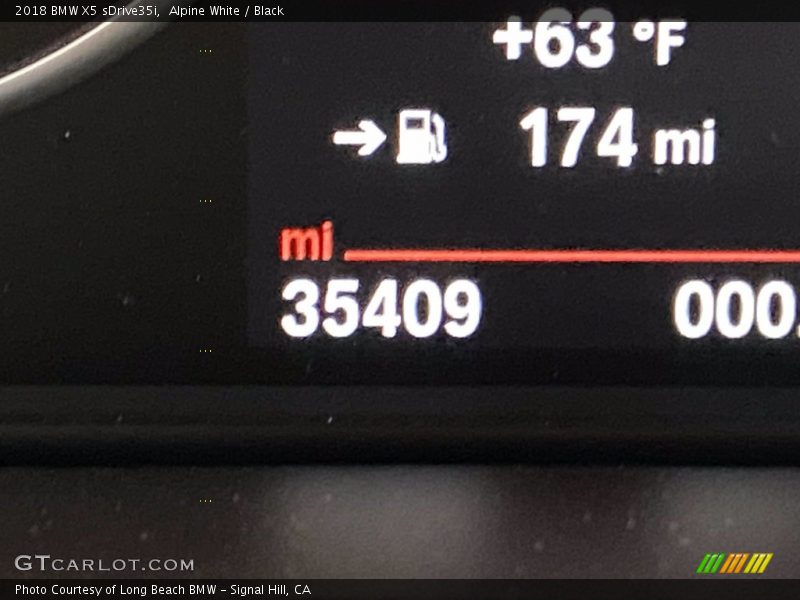 2018 BMW X5 sDrive35i, Alpine White / Black
+63 °F
174 mi
mi
35409 000.
GTCARLOT.COM
Photo Courtesy of Long Beach BMW – Signal Hill, CA